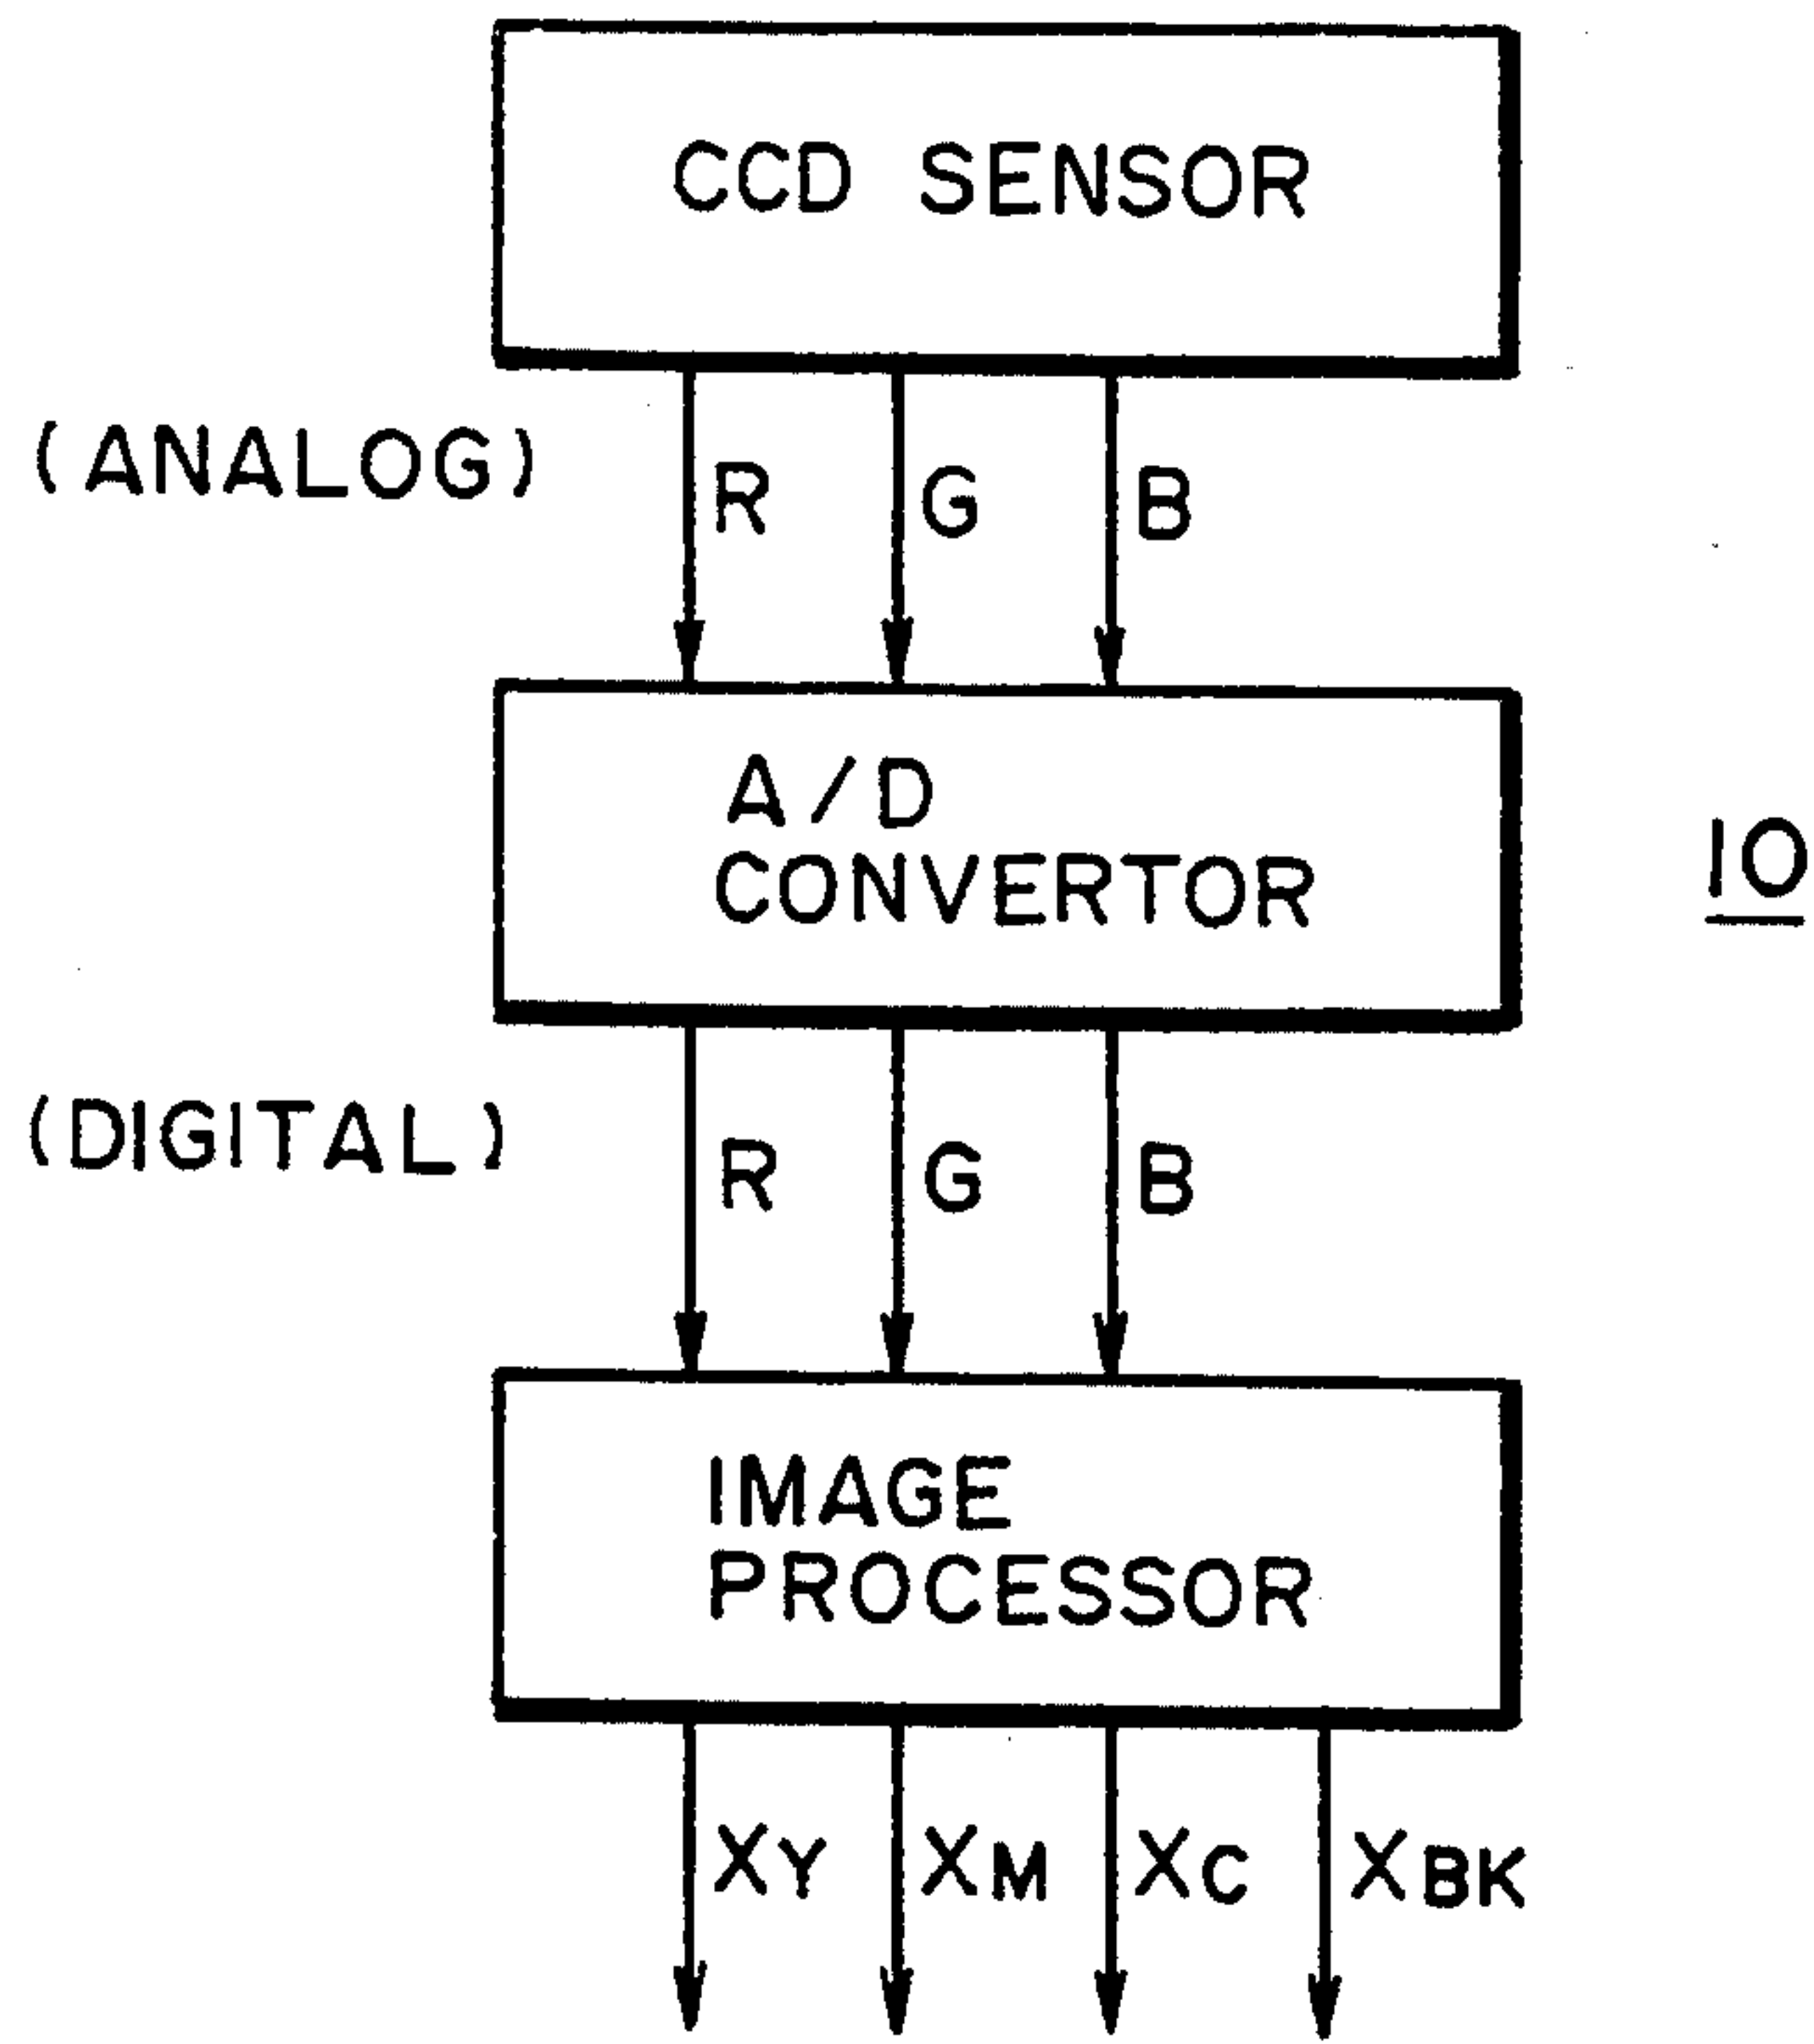 CCD SENSOR
(ANALOG)
R G B
A/D
CONVERTOR
10
(DIGITAL)
R G B
IMAGE
PROCESSOR
XY XM XC XBK